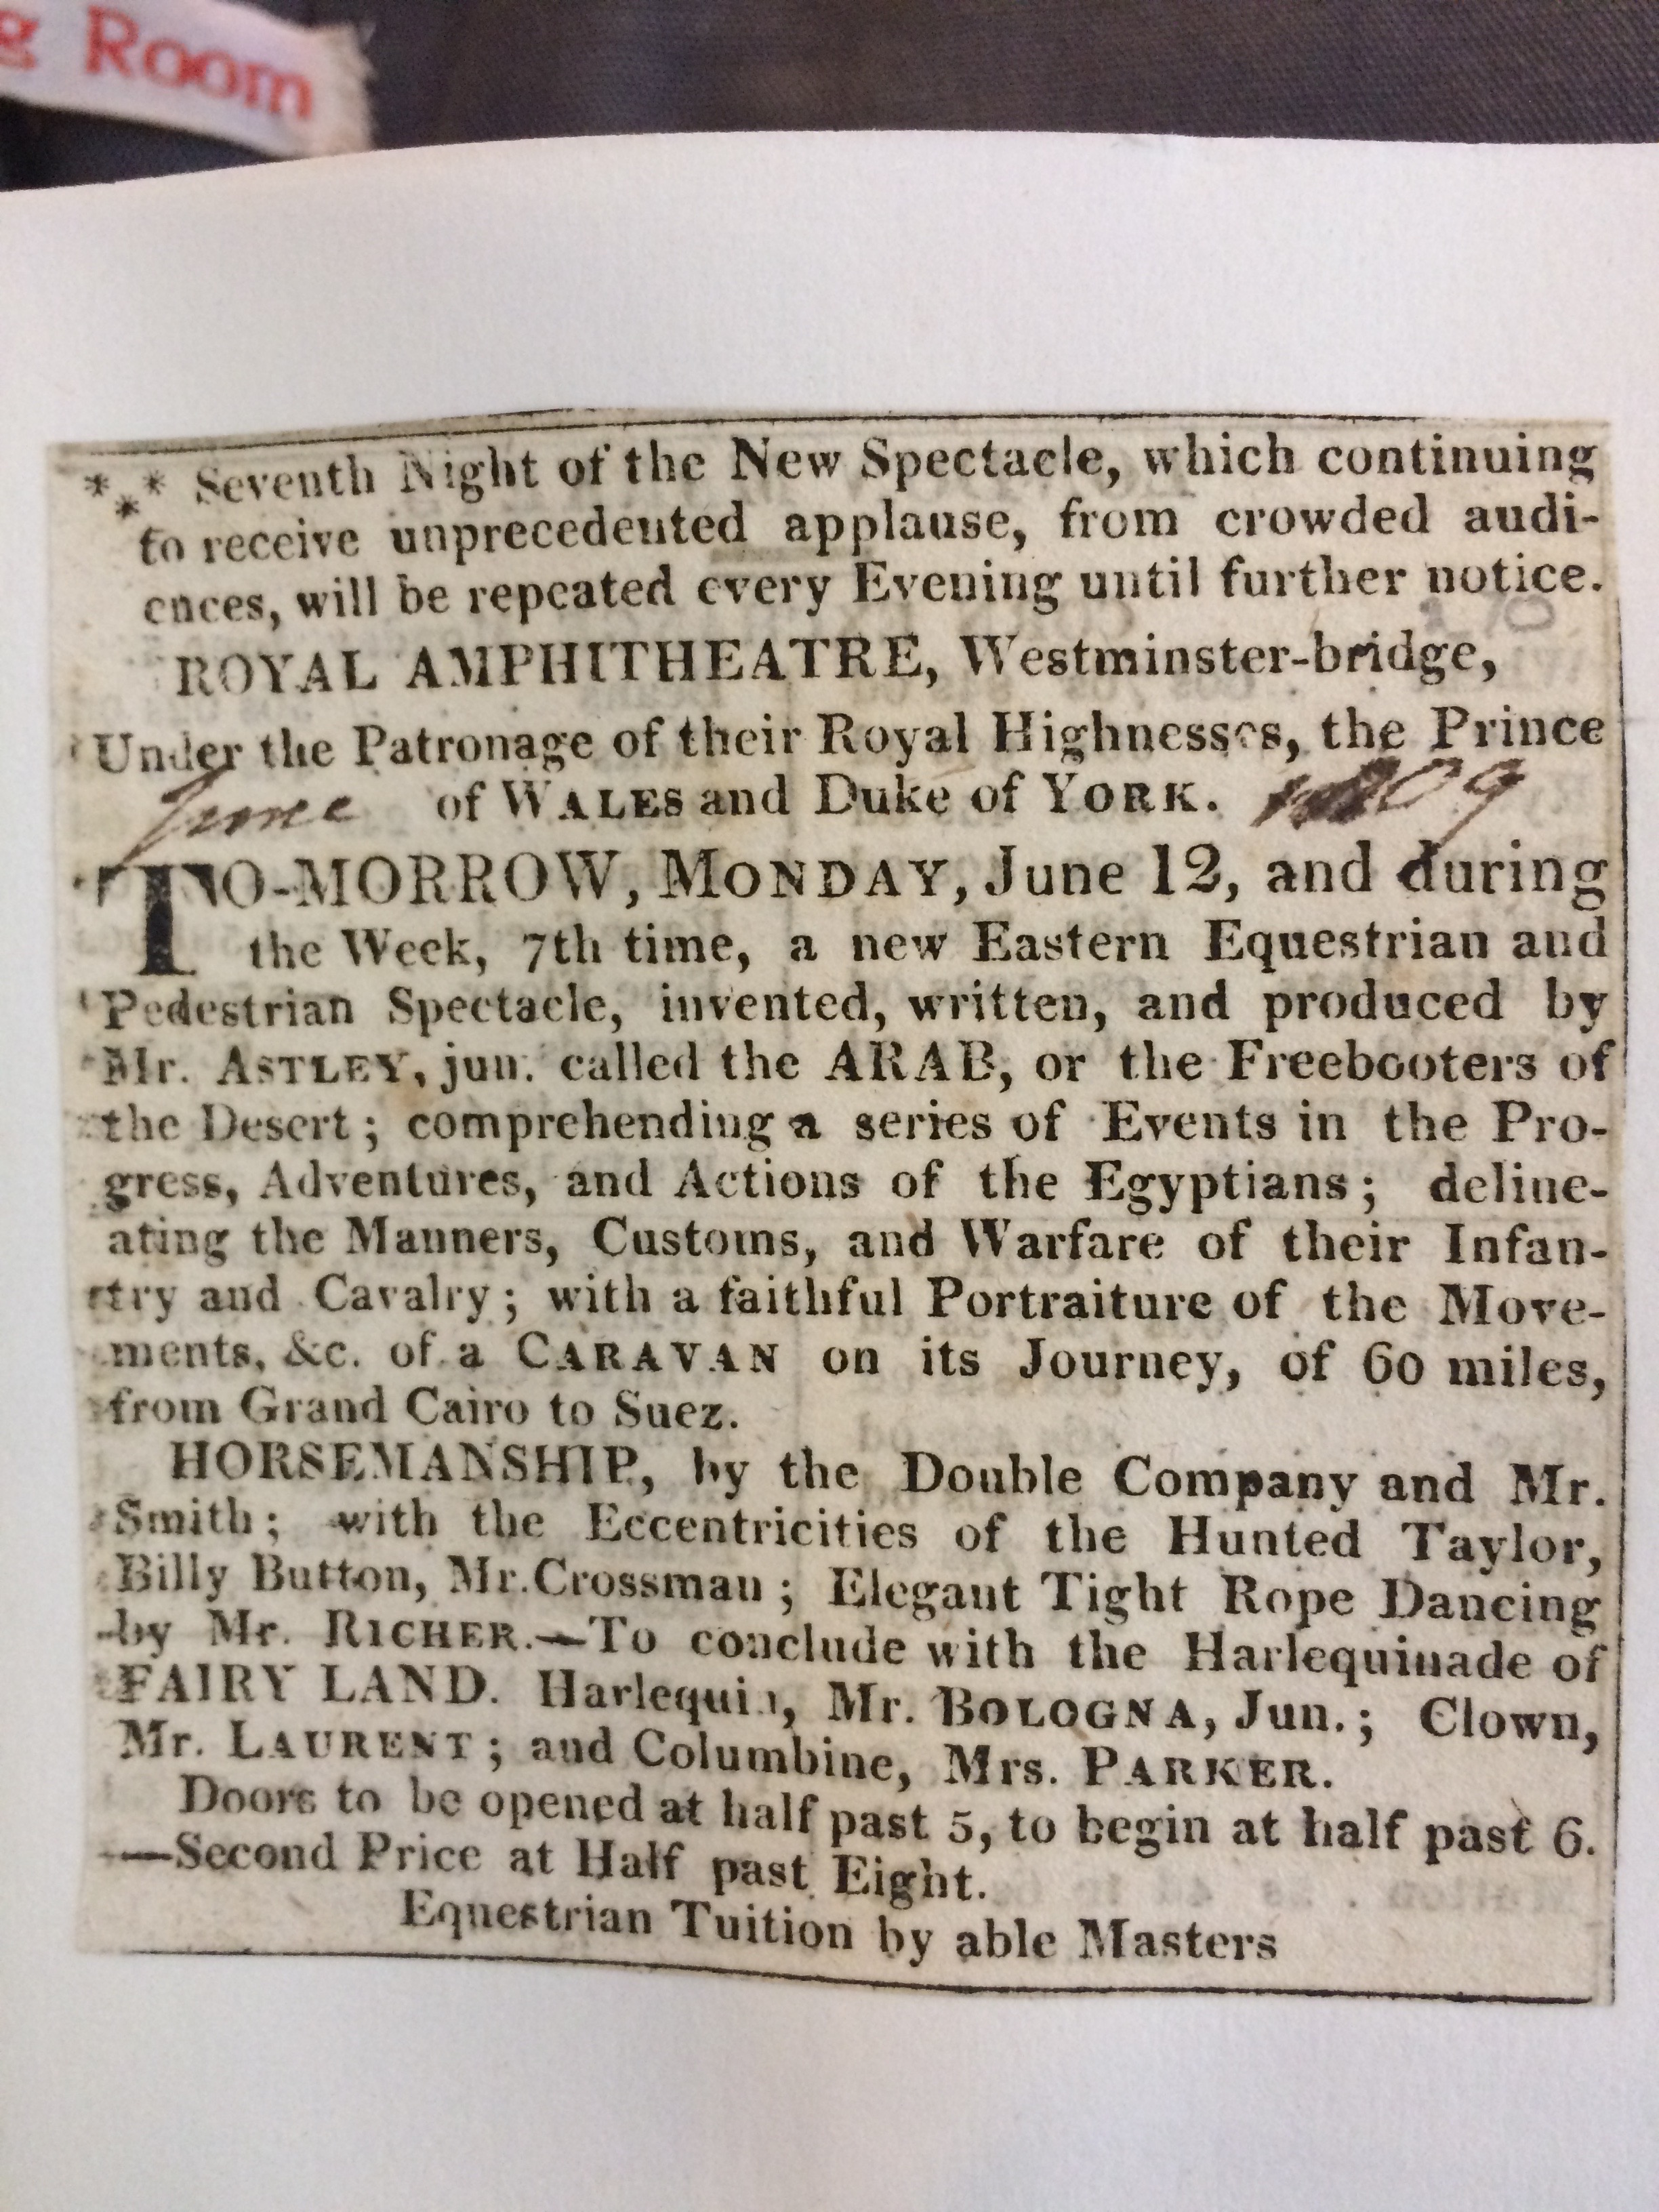 g Room
*⁎* Seventh Night of the New Spectacle, which continuing
to receive unprecedented applause, from crowded audi-
ences, will be repeated every Evening until further notice.
ROYAL AMPHITHEATRE, Westminster-bridge,
Under the Patronage of their Royal Highnesses, the Prince
of WALES and Duke of YORK.
June 1809
TO-MORROW, MONDAY, June 12, and during
the Week, 7th time, a new Eastern Equestrian and
Pedestrian Spectacle, invented, written, and produced by
Mr. ASTLEY, jun. called the ARAB, or the Freebooters of
the Desert; comprehending a series of Events in the Pro-
gress, Adventures, and Actions of the Egyptians; deline-
ating the Manners, Customs, and Warfare of their Infan-
try and Cavalry; with a faithful Portraiture of the Move-
ments, &c. of a CARAVAN on its Journey, of 60 miles,
from Grand Cairo to Suez.
HORSEMANSHIP, by the Double Company and Mr.
Smith; with the Eccentricities of the Hunted Taylor,
Billy Button, Mr. Crossman; Elegant Tight Rope Dancing
by Mr. RICHER.—To conclude with the Harlequinade of
FAIRY LAND. Harlequin, Mr. BOLOGNA, Jun.; Clown,
Mr. LAURENT; and Columbine, Mrs. PARKER.
Doors to be opened at half past 5, to begin at half past 6.
—Second Price at Half past Eight.
Equestrian Tuition by able Masters